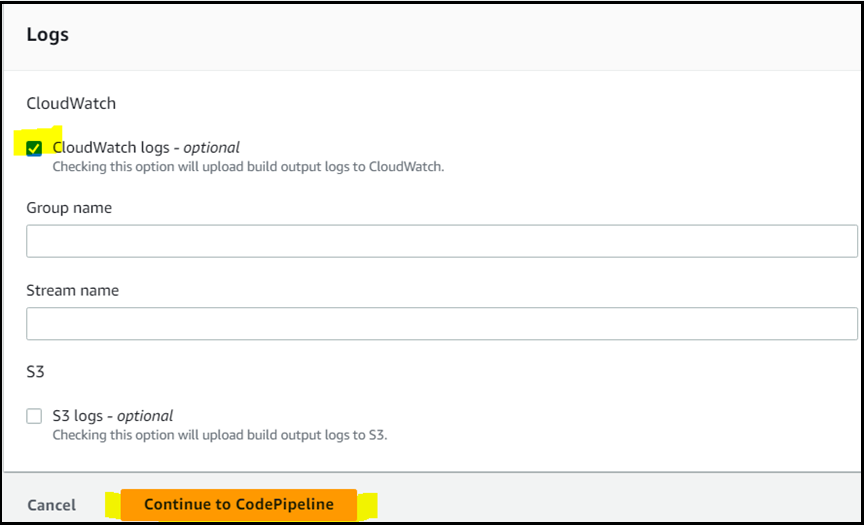 Logs
CloudWatch
CloudWatch logs - optional
Checking this option will upload build output logs to CloudWatch.
Group name
Stream name
S3
S3 logs - optional
Checking this option will upload build output logs to S3.
Cancel
Continue to CodePipeline